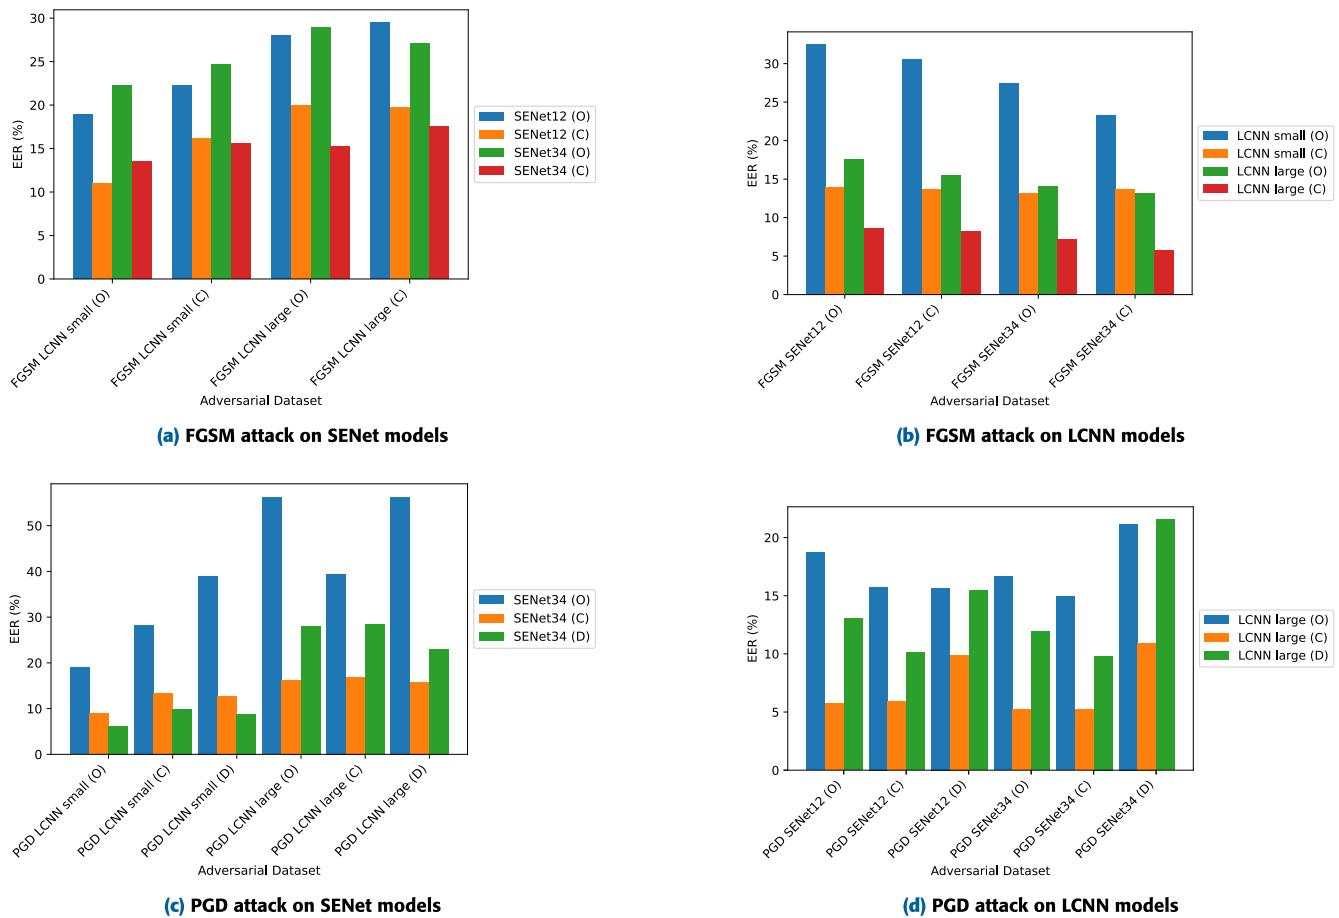 30
25
20
15
10
5
0
EER (%)
SENet12 (O)
SENet12 (C)
SENet34 (O)
SENet34 (C)
FGSM LCNN small (O)
FGSM LCNN small (C)
FGSM LCNN large (O)
FGSM LCNN large (C)
Adversarial Dataset
(a) FGSM attack on SENet models
30
25
20
15
10
5
0
EER (%)
LCNN small (O)
LCNN small (C)
LCNN large (O)
LCNN large (C)
FGSM SENet12 (O)
FGSM SENet12 (C)
FGSM SENet34 (O)
FGSM SENet34 (C)
Adversarial Dataset
(b) FGSM attack on LCNN models
50
40
30
20
10
0
EER (%)
SENet34 (O)
SENet34 (C)
SENet34 (D)
PGD LCNN small (O)
PGD LCNN small (C)
PGD LCNN small (D)
PGD LCNN large (O)
PGD LCNN large (C)
PGD LCNN large (D)
Adversarial Dataset
(c) PGD attack on SENet models
20
15
10
5
0
EER (%)
LCNN large (O)
LCNN large (C)
LCNN large (D)
PGD SENet12 (O)
PGD SENet12 (C)
PGD SENet12 (D)
PGD SENet34 (O)
PGD SENet34 (C)
PGD SENet34 (D)
Adversarial Dataset
(d) PGD attack on LCNN models